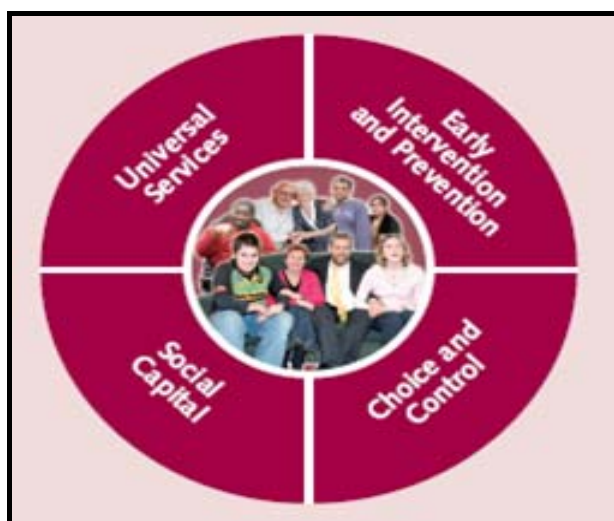 Universal
Services
Early
Intervention
and Prevention
Social
Capital
Choice and
Control